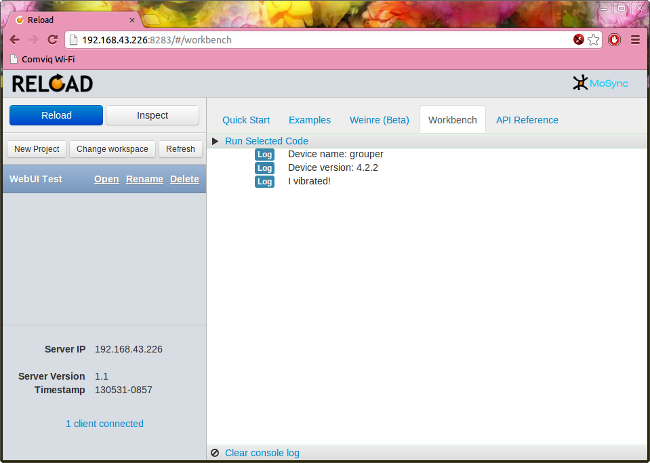 Reload
192.168.43.226:8283/#/workbench
Comviq Wi-Fi
RELOAD
MoSync
Reload
Inspect
Quick Start
Examples
Weinre (Beta)
Workbench
API Reference
New Project
Change workspace
Refresh
Run Selected Code
WebUI Test
Open
Rename
Delete
Log Device name: grouper
Log Device version: 4.2.2
Log I vibrated!
Server IP 192.168.43.226
Server Version 1.1
Timestamp 130531-0857
1 client connected
Clear console log